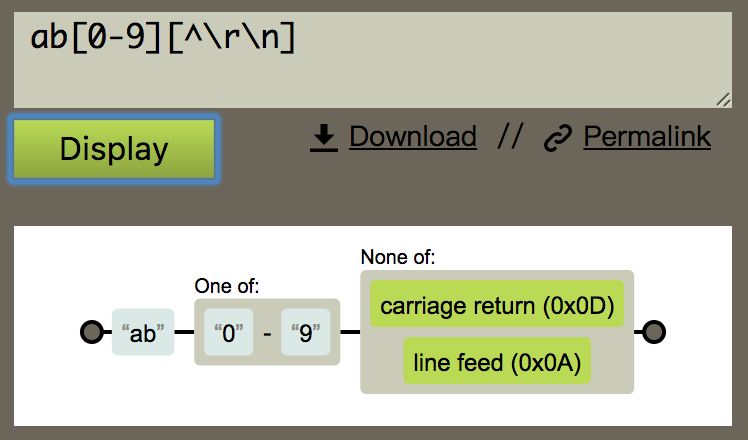 ab[0-9][^\r\n]
Display
Download // Permalink
None of:
One of:
carriage return (0x0D)
“ab” “0” - “9”
line feed (0x0A)